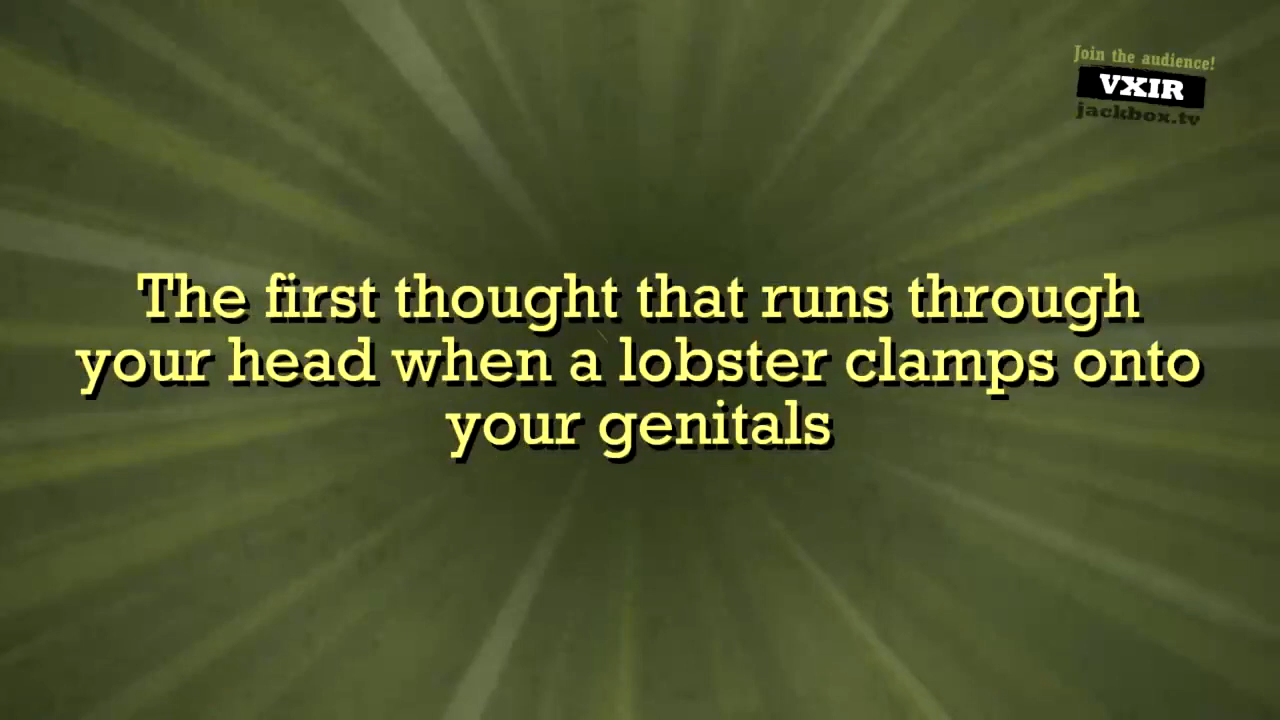 Join the audience!
VXIR
jackbox.tv
The first thought that runs through
your head when a lobster clamps onto
your genitals